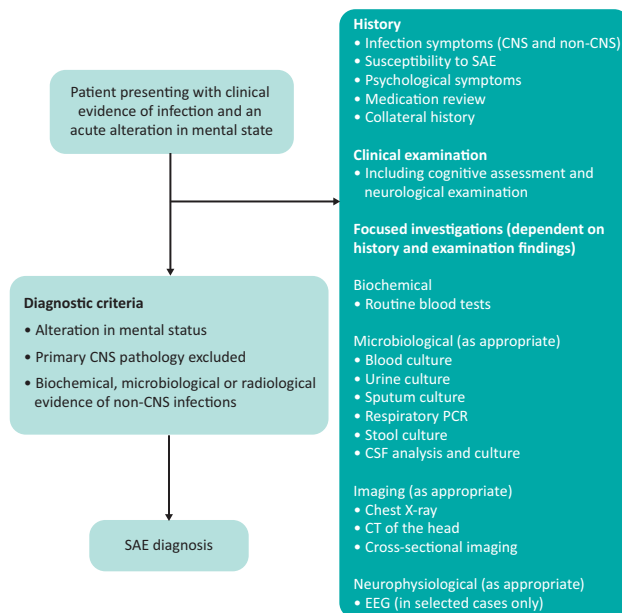 Patient presenting with clinical
evidence of infection and an
acute alteration in mental state
Diagnostic criteria
• Alteration in mental status
• Primary CNS pathology excluded
• Biochemical, microbiological or radiological
evidence of non-CNS infections
SAE diagnosis
History
• Infection symptoms (CNS and non-CNS)
• Susceptibility to SAE
• Psychological symptoms
• Medication review
• Collateral history
Clinical examination
• Including cognitive assessment and
neurological examination
Focused investigations (dependent on
history and examination findings)
Biochemical
• Routine blood tests
Microbiological (as appropriate)
• Blood culture
• Urine culture
• Sputum culture
• Respiratory PCR
• Stool culture
• CSF analysis and culture
Imaging (as appropriate)
• Chest X-ray
• CT of the head
• Cross-sectional imaging
Neurophysiological (as appropriate)
• EEG (in selected cases only)